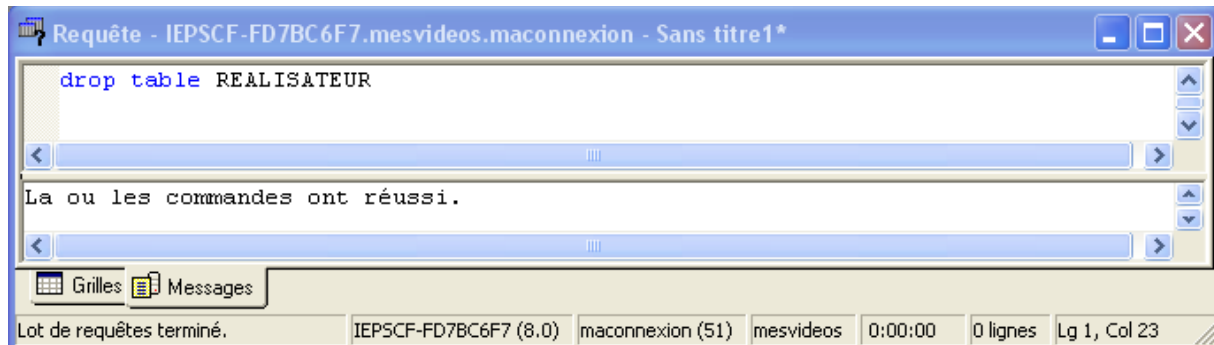 Requête - IEPSCF-FD7BC6F7.mesvideos.maconnexion - Sans titre1*
drop table REALISATEUR
La ou les commandes ont réussi.
Grilles Messages
Lot de requêtes terminé. IEPSCF-FD7BC6F7 (8.0) maconnexion (51) mesvideos 0:00:00 0 lignes Lg 1, Col 23